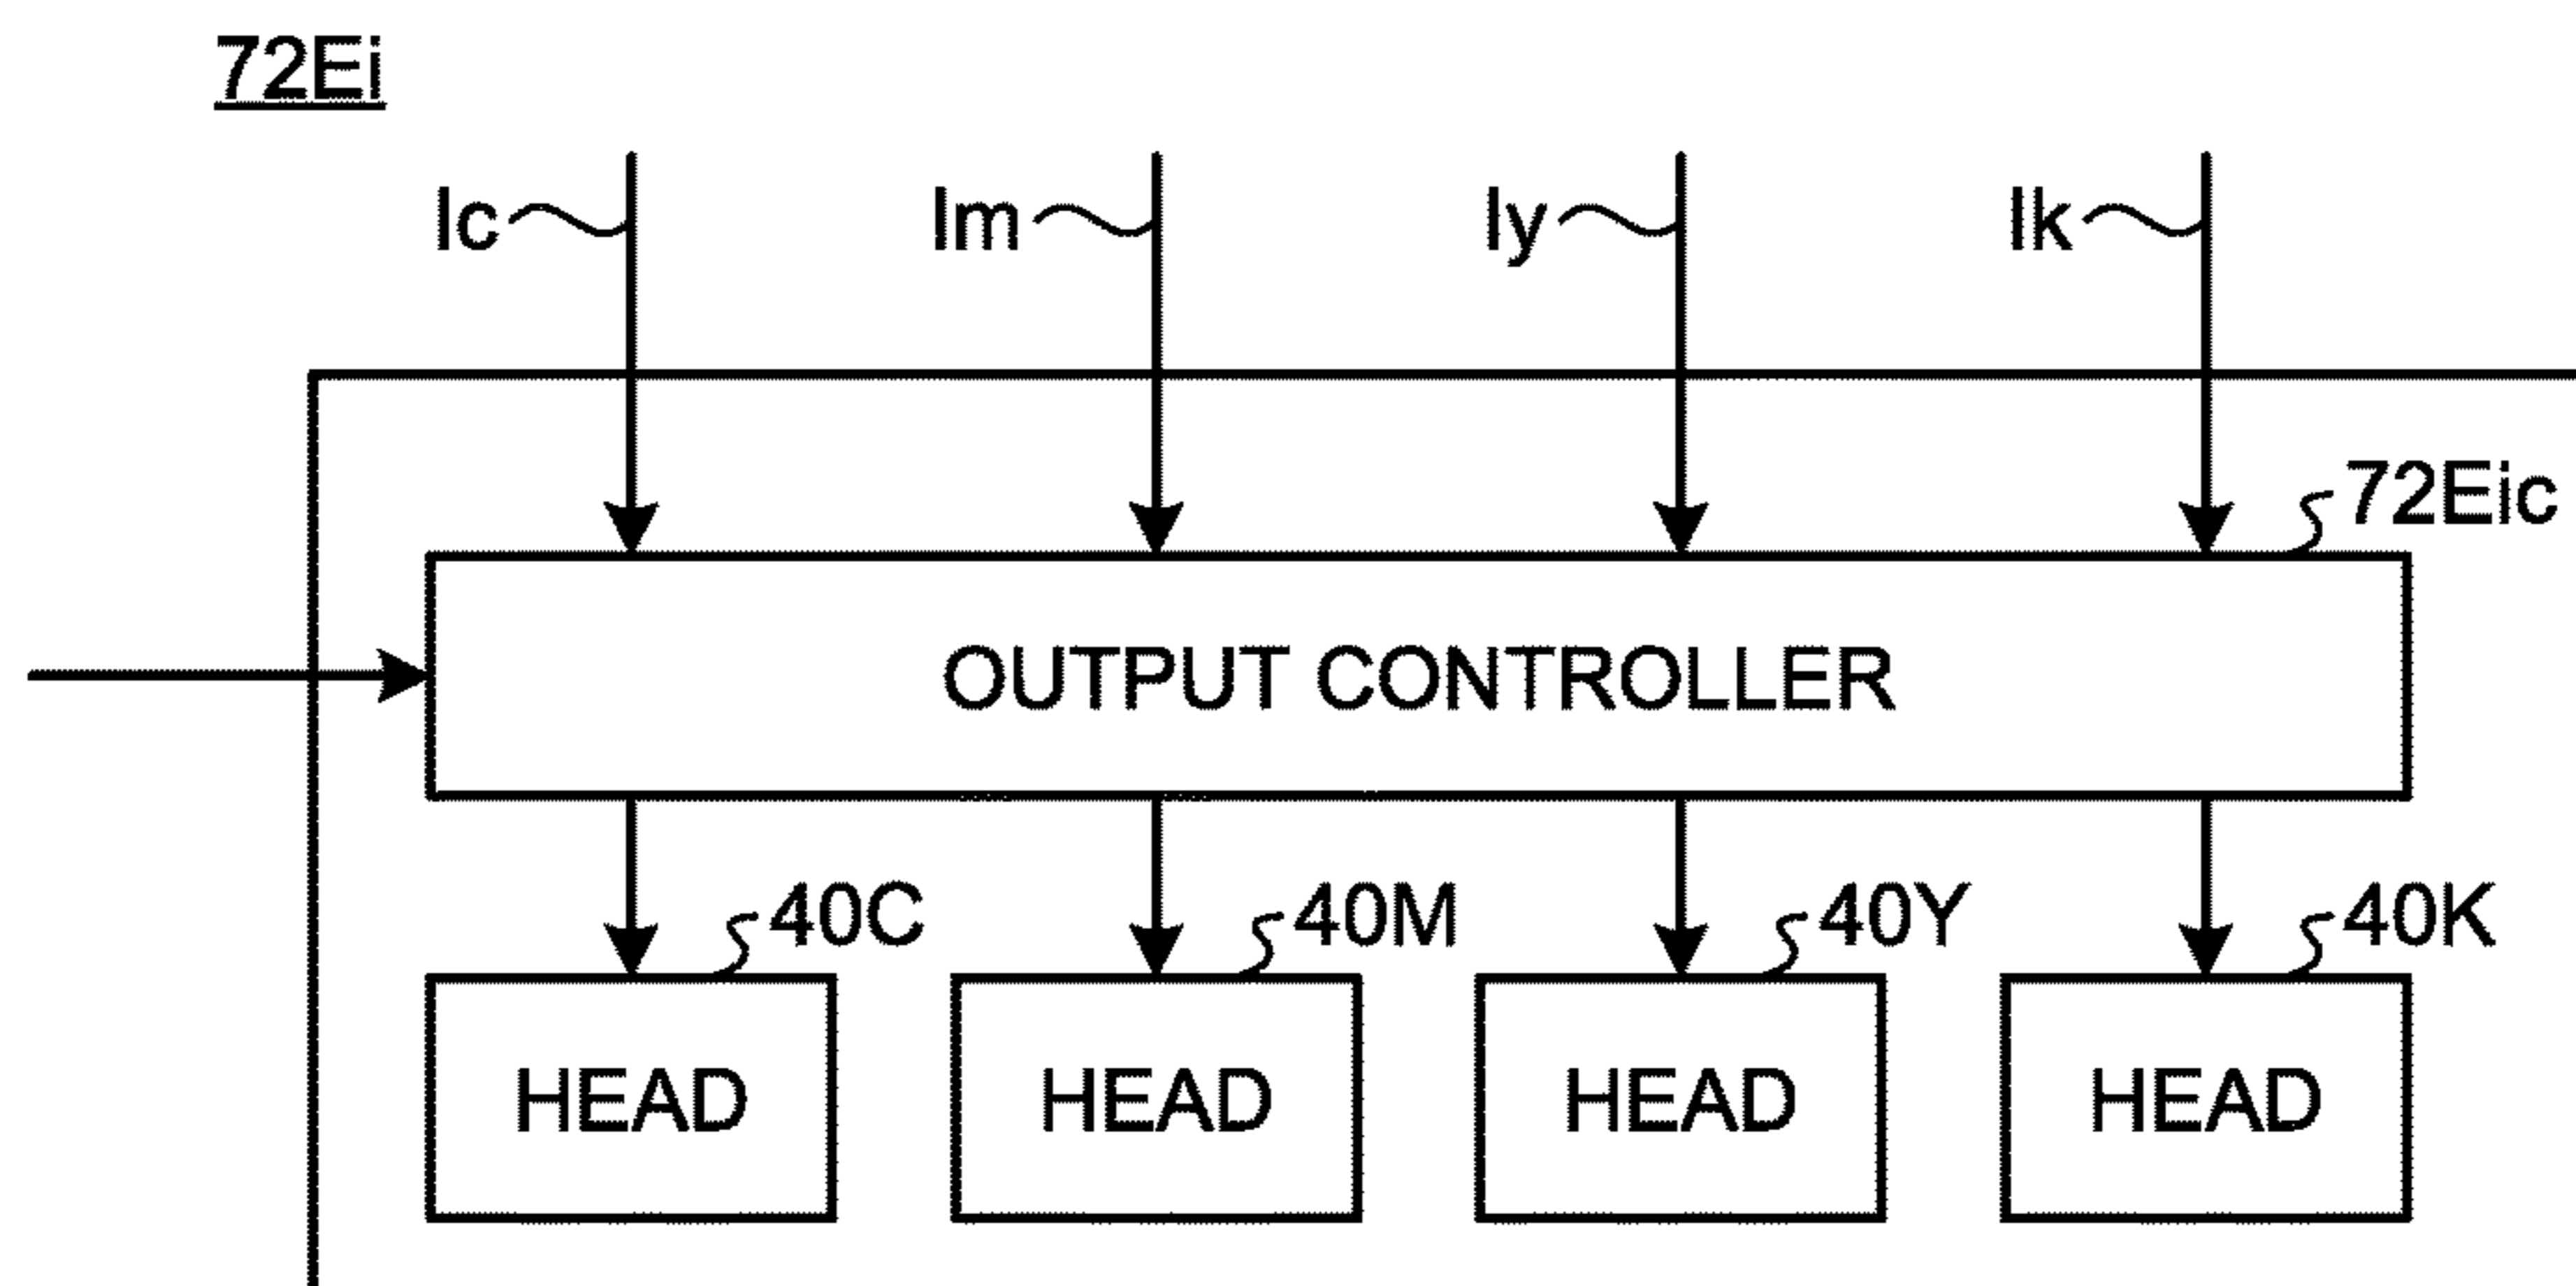 72Ei
Ic Im Iy Ik
72Eic
OUTPUT CONTROLLER
40C 40M 40Y 40K
HEAD HEAD HEAD HEAD